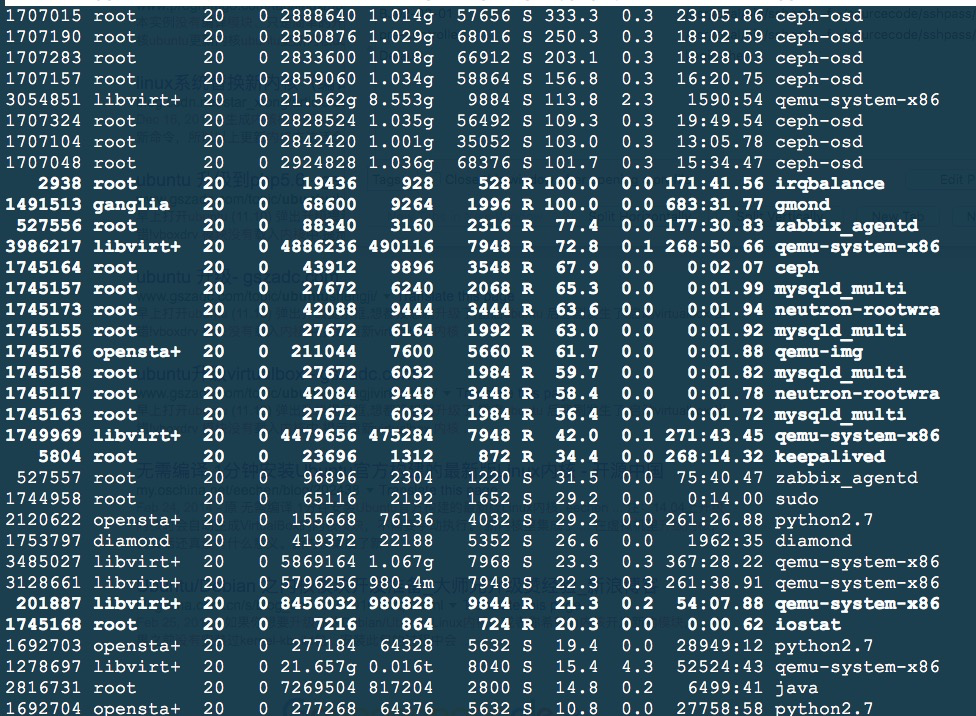 1707015 root 20 0 2888640 1.014g 57656 S 333.3 0.3 23:05.86 ceph-osd
1707190 root 20 0 2850876 1.029g 68016 S 250.3 0.3 18:02.59 ceph-osd
1707283 root 20 0 2833600 1.018g 66912 S 203.1 0.3 18:28.03 ceph-osd
1707157 root 20 0 2859060 1.034g 58864 S 156.8 0.3 16:20.75 ceph-osd
3054851 libvirt+ 20 0 21.562g 8.553g 9884 S 113.8 2.3 1590:54 qemu-system-x86
1707324 root 20 0 2828524 1.035g 56492 S 109.3 0.3 19:49.54 ceph-osd
1707104 root 20 0 2842420 1.001g 35052 S 103.0 0.3 13:05.78 ceph-osd
1707048 root 20 0 2924828 1.036g 68376 S 101.7 0.3 15:34.47 ceph-osd
2938 root 20 0 19436 928 528 R 100.0 0.0 171:41.56 irqbalance
1491513 ganglia 20 0 68600 9264 1996 R 100.0 0.0 683:31.77 gmond
527556 root 20 0 88340 3160 2316 R 77.4 0.0 177:30.83 zabbix_agentd
3986217 libvirt+ 20 0 4886236 490116 7948 R 72.8 0.1 268:50.66 qemu-system-x86
1745164 root 20 0 43912 9896 3548 R 67.9 0.0 0:02.07 ceph
1745157 root 20 0 27672 6240 2068 R 65.3 0.0 0:01.99 mysqld_multi
1745173 root 20 0 42088 9444 3444 R 63.6 0.0 0:01.94 neutron-rootwra
1745155 root 20 0 27672 6164 1992 R 63.0 0.0 0:01.92 mysqld_multi
1745176 opensta+ 20 0 211044 7600 5660 R 61.7 0.0 0:01.88 qemu-img
1745158 root 20 0 27672 6032 1984 R 59.7 0.0 0:01.82 mysqld_multi
1745117 root 20 0 42084 9448 3448 R 58.4 0.0 0:01.78 neutron-rootwra
1745163 root 20 0 27672 6032 1984 R 56.4 0.0 0:01.72 mysqld_multi
1749969 libvirt+ 20 0 4479656 475284 7948 R 42.0 0.1 271:43.45 qemu-system-x86
5804 root 20 0 23696 1312 872 R 34.4 0.0 268:14.32 keepalived
527557 root 20 0 96896 2304 1220 S 31.5 0.0 75:40.47 zabbix_agentd
1744958 root 20 0 65116 2192 1652 S 29.2 0.0 0:14.00 sudo
2120622 opensta+ 20 0 155668 76136 4032 S 29.2 0.0 261:26.88 python2.7
1753797 diamond 20 0 419372 22188 5352 S 26.6 0.0 1962:35 diamond
3485027 libvirt+ 20 0 5869164 1.067g 7968 S 23.3 0.3 367:28.22 qemu-system-x86
3128661 libvirt+ 20 0 5796256 980.4m 7948 S 22.3 0.3 261:38.91 qemu-system-x86
201887 libvirt+ 20 0 8456032 980828 9844 R 21.3 0.2 54:07.88 qemu-system-x86
1745168 root 20 0 7216 864 724 R 20.3 0.0 0:00.62 iostat
1692703 opensta+ 20 0 277184 64328 5632 S 19.4 0.0 28949:12 python2.7
1278697 libvirt+ 20 0 21.657g 0.016t 8040 S 15.4 4.3 52524:43 qemu-system-x86
2816731 root 20 0 7269504 817204 2800 S 14.8 0.2 6499:41 java
1692704 opensta+ 20 0 277268 64376 5632 S 10.8 0.0 27758:58 python2.7